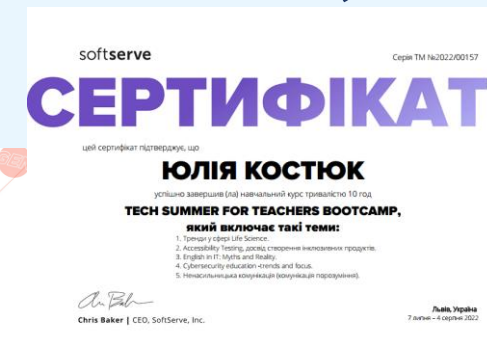 softserve
Серія ТМ №2022/00157
СЕРТИФІКАТ
цей сертифікат підтверджує, що
ЮЛІЯ КОСТЮК
успішно завершив (ла) навчальний курс тривалістю 10 год
TECH SUMMER FOR TEACHERS BOOTCAMP,
який включає такі теми:
1. Тренди у сфері Life Science.
2. Accessibility Testing, досвід створення інклюзивних продуктів.
3. English in IT: Myths and Reality.
4. Cybersecurity education -trends and focus.
5. Ненасильницька комунікація (комунікація порозуміння).
Chris Baker | CEO, SoftServe, Inc.
Львів, Україна
7 липня – 4 серпня 2022